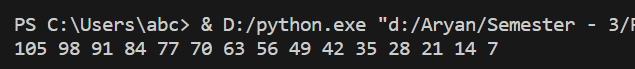 PS C:\Users\abc> & D:/python.exe "d:/Aryan/Semester - 3/
105 98 91 84 77 70 63 56 49 42 35 28 21 14 7